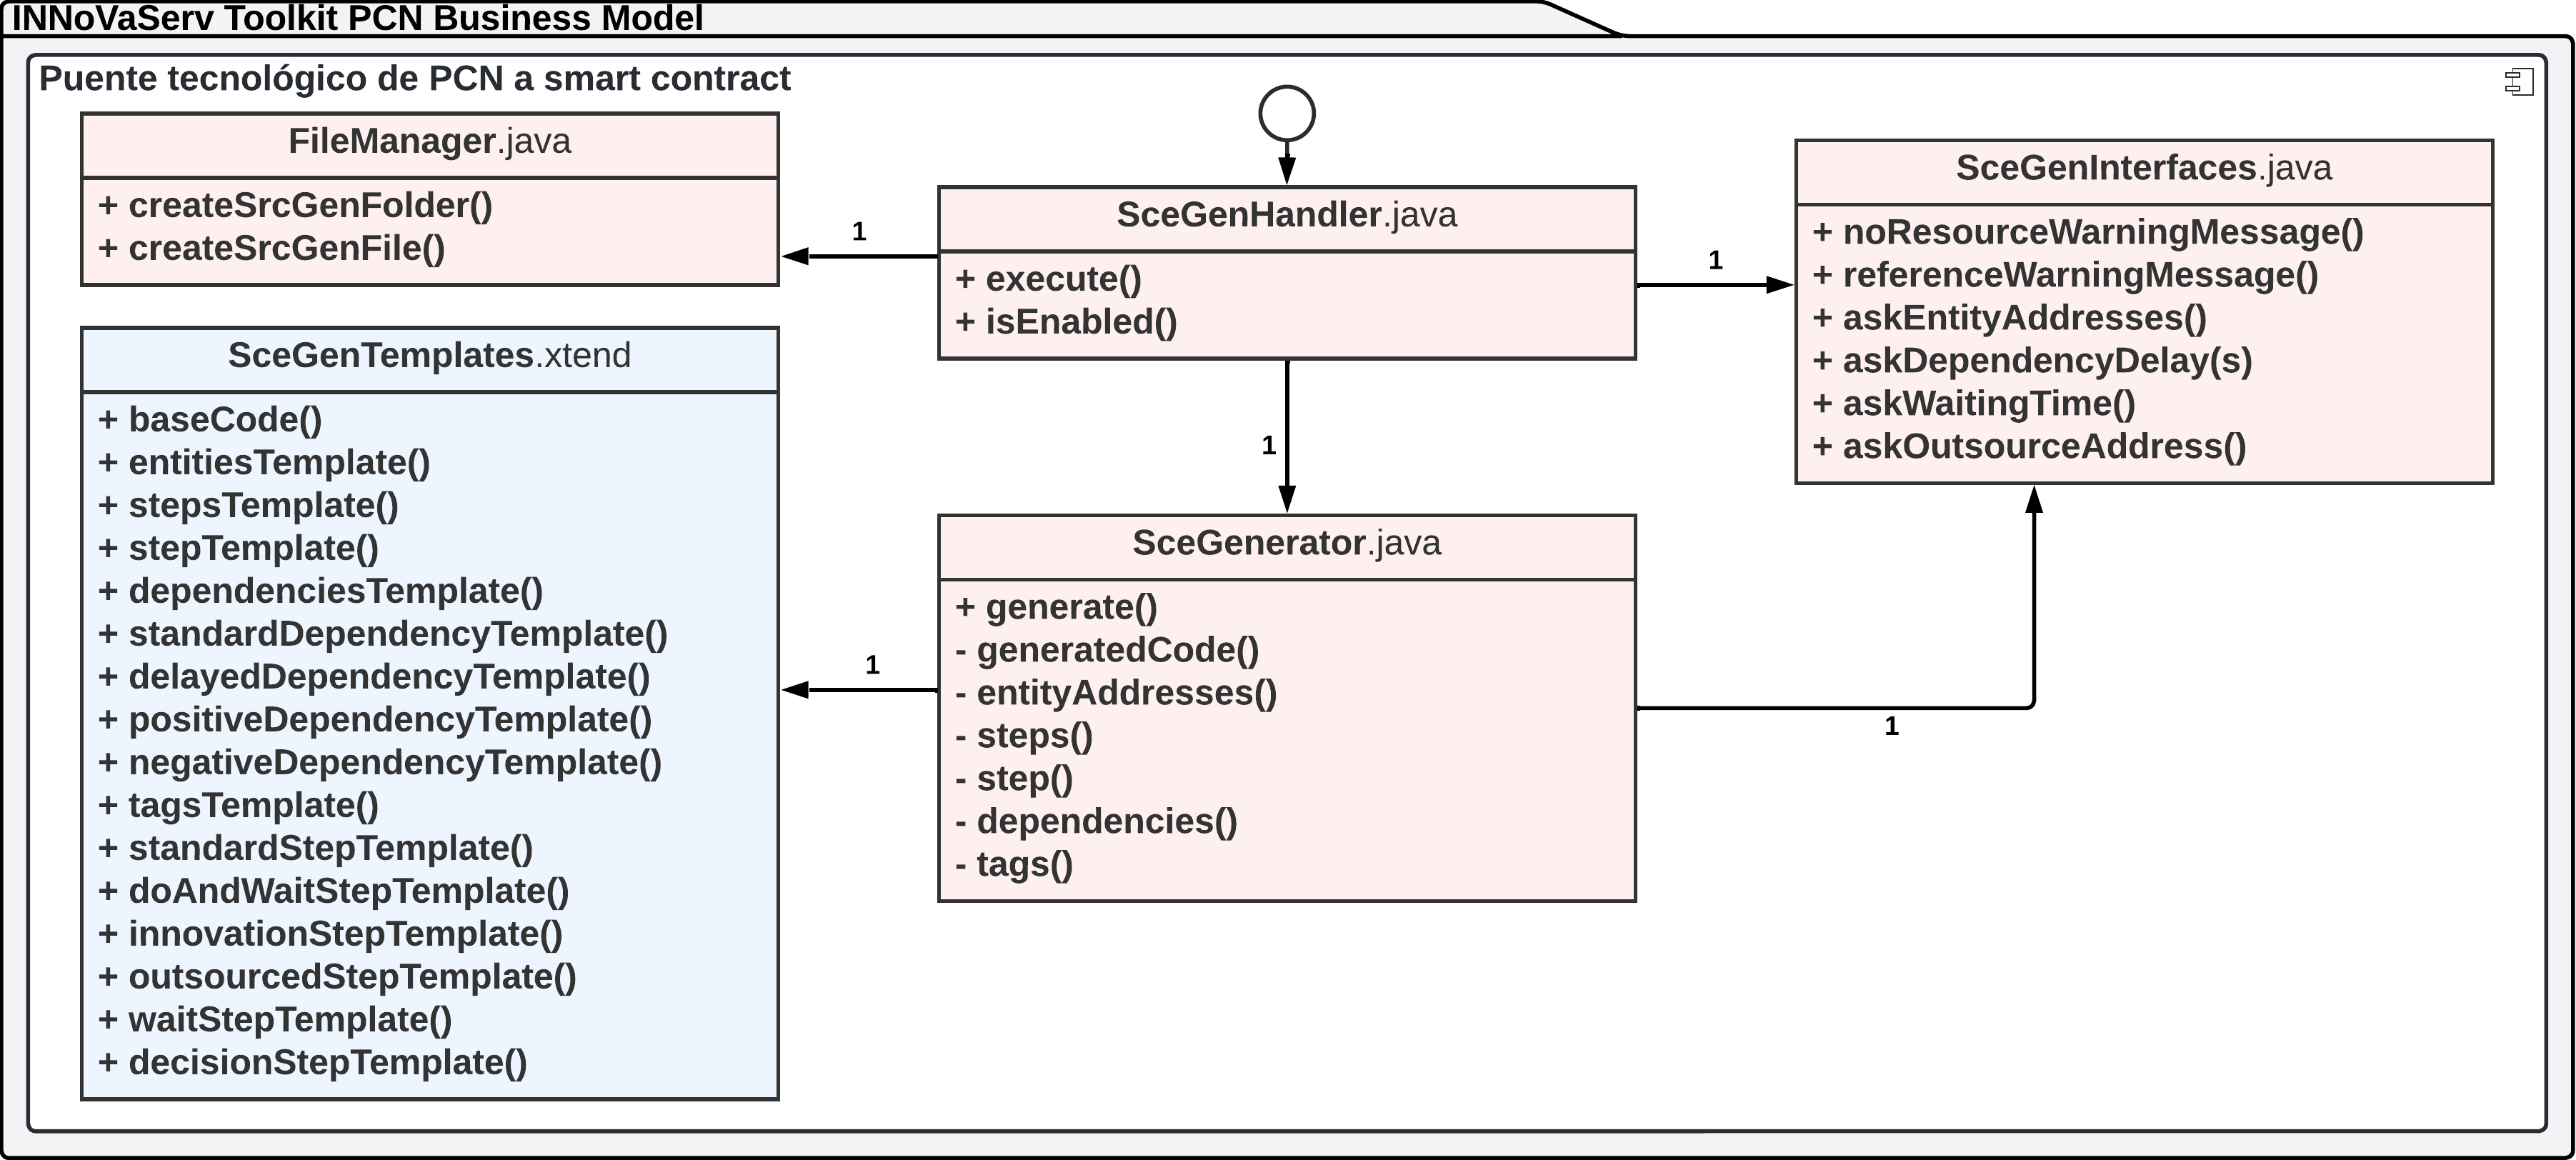 INNoVaServ Toolkit PCN Business Model
Puente tecnológico de PCN a smart contract
FileManager.java
+ createSrcGenFolder()
+ createSrcGenFile()
1
SceGenHandler.java
+ execute()
+ isEnabled()
1
SceGenInterfaces.java
+ noResourceWarningMessage()
+ referenceWarningMessage()
+ askEntityAddresses()
+ askDependencyDelay(s)
+ askWaitingTime()
+ askOutsourceAddress()
1
SceGenTemplates.xtend
+ baseCode()
+ entitiesTemplate()
+ stepsTemplate()
+ stepTemplate()
+ dependenciesTemplate()
+ standardDependencyTemplate()
+ delayedDependencyTemplate()
+ positiveDependencyTemplate()
+ negativeDependencyTemplate()
+ tagsTemplate()
+ standardStepTemplate()
+ doAndWaitStepTemplate()
+ innovationStepTemplate()
+ outsourcedStepTemplate()
+ waitStepTemplate()
+ decisionStepTemplate()
1
SceGenerator.java
+ generate()
- generatedCode()
- entityAddresses()
- steps()
- step()
- dependencies()
- tags()
1